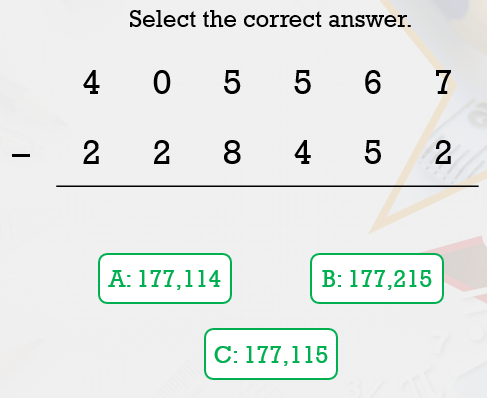 Select the correct answer.
4 0 5 5 6 7
– 2 2 8 4 5 2
A: 177,114
B: 177,215
C: 177,115